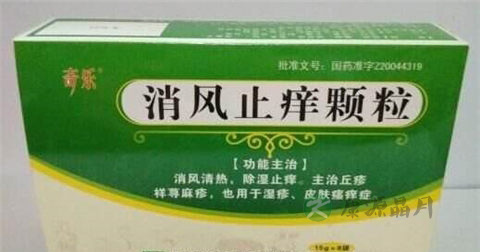 批准文号：国药准字Z20044319
奇乐®
消风止痒颗粒
【功能主治】
消风清热，除湿止痒。主治丘疹
样荨麻疹，也用于湿疹、皮肤瘙痒症。
康源晶月
15g×6袋